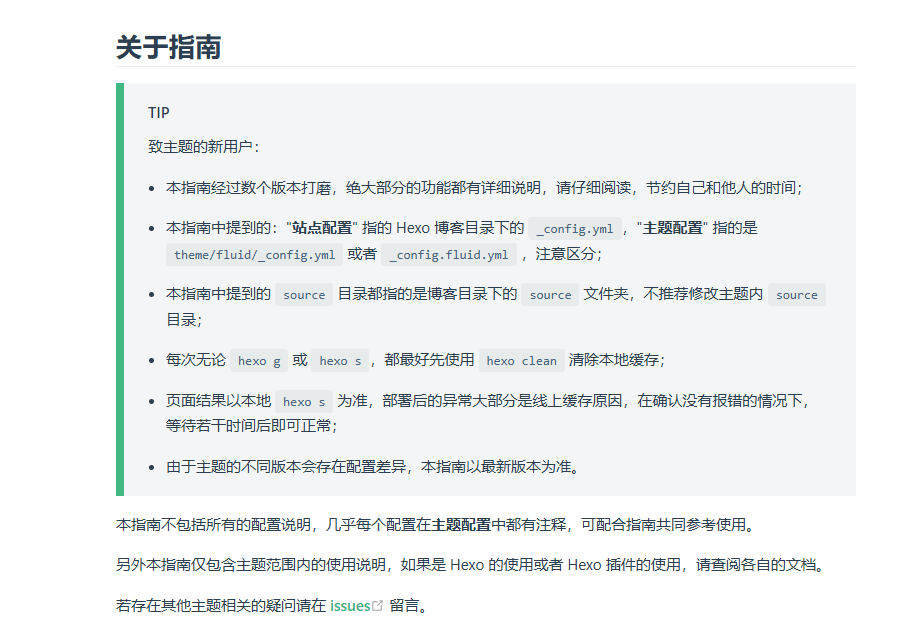 关于指南
TIP
致主题的新用户：
本指南经过数个版本打磨，绝大部分的功能都有详细说明，请仔细阅读，节约自己和他人的时间；
本指南中提到的："站点配置" 指的 Hexo 博客目录下的 _config.yml ，"主题配置" 指的是
theme/fluid/_config.yml 或者 _config.fluid.yml ，注意区分；
本指南中提到的 source 目录都指的是博客目录下的 source 文件夹，不推荐修改主题内 source
目录；
每次无论 hexo g 或 hexo s ，都最好先使用 hexo clean 清除本地缓存；
页面结果以本地 hexo s 为准，部署后的异常大部分是线上缓存原因，在确认没有报错的情况下，
等待若干时间后即可正常；
由于主题的不同版本会存在配置差异，本指南以最新版本为准。
本指南不包括所有的配置说明，几乎每个配置在主题配置中都有注释，可配合指南共同参考使用。
另外本指南仅包含主题范围内的使用说明，如果是 Hexo 的使用或者 Hexo 插件的使用，请查阅各自的文档。
若存在其他主题相关的疑问请在 issues 留言。